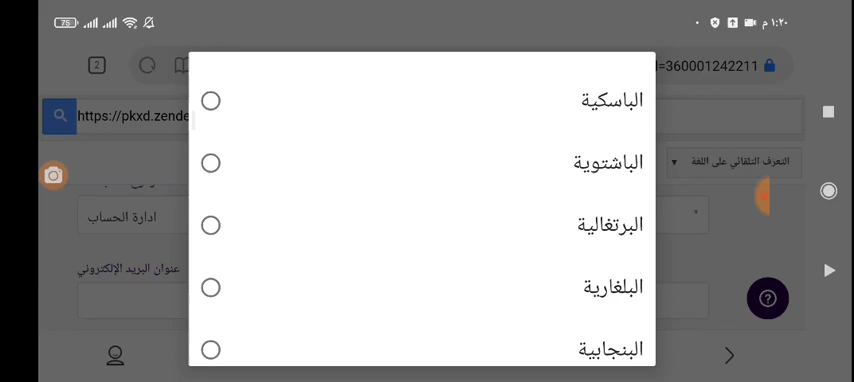 75
١:٢٠ م
2
l=360001242211
https://pkxd.zende
التعرف التلقائي على اللغة
ادارة الحساب
عنوان البريد الإلكتروني
الباسكية
الباشتوية
البرتغالية
البلغارية
البنجابية